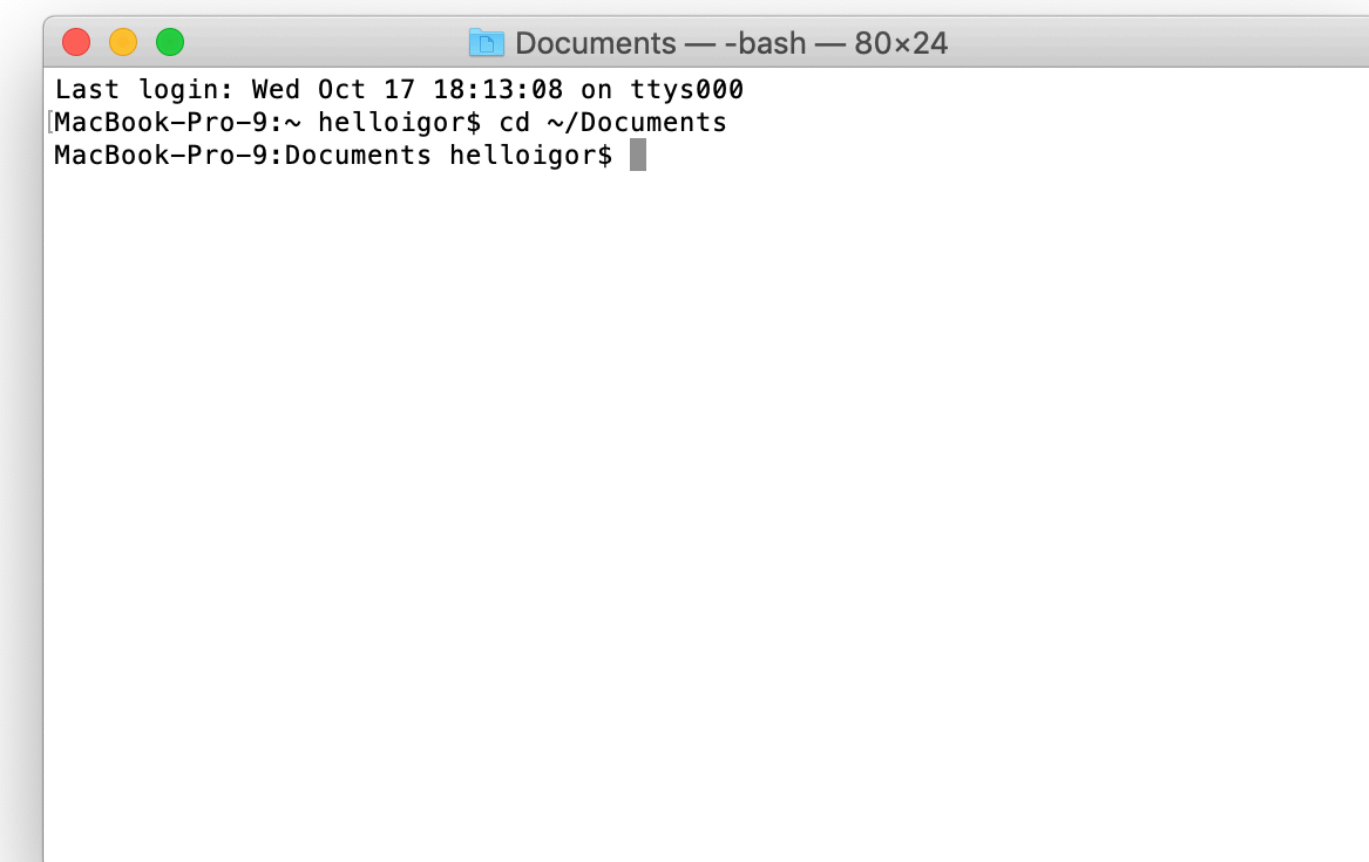 Documents — -bash — 80×24
Last login: Wed Oct 17 18:13:08 on ttys000
[MacBook-Pro-9:~ helloigor$ cd ~/Documents
MacBook-Pro-9:Documents helloigor$